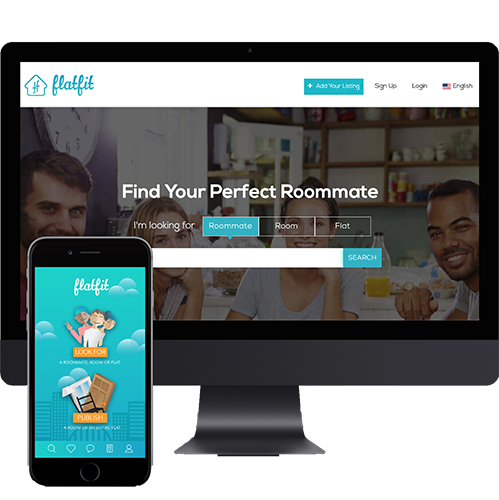 flatfit
+ Add Your Listing
Sign Up
Login
English
Find Your Perfect Roommate
I'm looking for
Roommate
Room
Flat
SEARCH
flatfit
LOOK FOR
A ROOMMATE, ROOM OR FLAT
PUBLISH
A ROOM OR AN ENTIRE FLAT